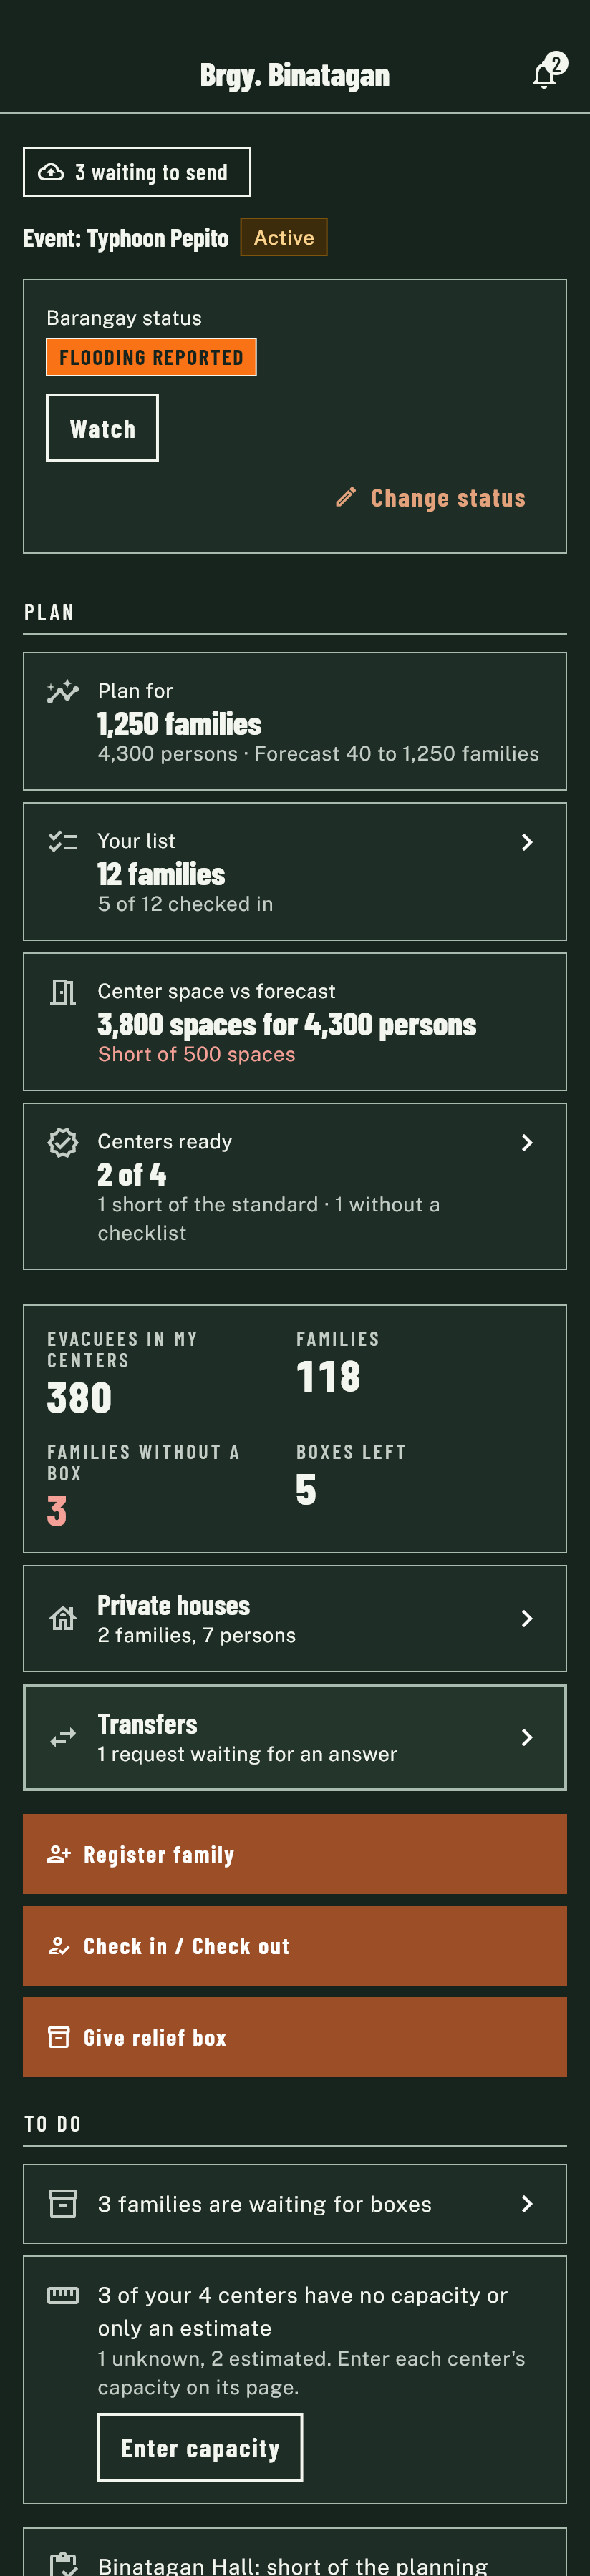 Brgy. Binatagan
2
3 waiting to send
Event: Typhoon Pepito
Active
Barangay status
FLOODING REPORTED
Watch
Change status
PLAN
Plan for
1,250 families
4,300 persons · Forecast 40 to 1,250 families
Your list
12 families
5 of 12 checked in
Center space vs forecast
3,800 spaces for 4,300 persons
Short of 500 spaces
Centers ready
2 of 4
1 short of the standard · 1 without a
checklist
EVACUEES IN MY
CENTERS
380
FAMILIES
118
FAMILIES WITHOUT A
BOX
3
BOXES LEFT
5
Private houses
2 families, 7 persons
Transfers
1 request waiting for an answer
Register family
Check in / Check out
Give relief box
TO DO
3 families are waiting for boxes
3 of your 4 centers have no capacity or
only an estimate
1 unknown, 2 estimated. Enter each center's
capacity on its page.
Enter capacity
Binatagan Hall: short of the planning